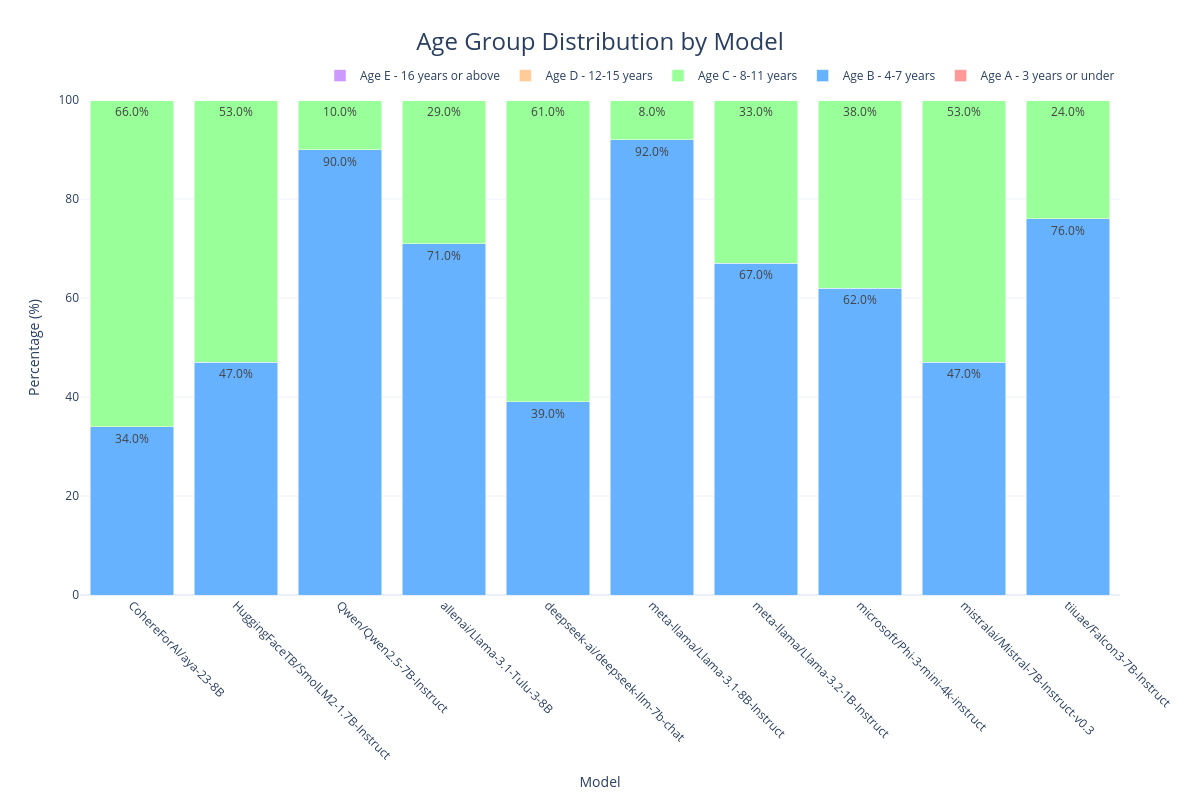 Age Group Distribution by Model
Age E - 16 years or above
Age D - 12-15 years
Age C - 8-11 years
Age B - 4-7 years
Age A - 3 years or under
Percentage (%)
100
80
60
40
20
0
66.0%
53.0%
10.0%
29.0%
61.0%
8.0%
33.0%
38.0%
53.0%
24.0%
34.0%
47.0%
90.0%
71.0%
39.0%
92.0%
67.0%
62.0%
47.0%
76.0%
CohereForAI/aya-23-8B
HuggingFaceTB/SmolLM2-1.7B-Instruct
Qwen/Qwen2.5-7B-Instruct
allenai/Llama-3.1-Tulu-3-8B
deepseek-ai/deepseek-llm-7b-chat
meta-llama/Llama-3.1-8B-Instruct
meta-llama/Llama-3.2-1B-Instruct
microsoft/Phi-3-mini-4k-instruct
mistralai/Mistral-7B-Instruct-v0.3
tiiuae/Falcon3-7B-Instruct
Model